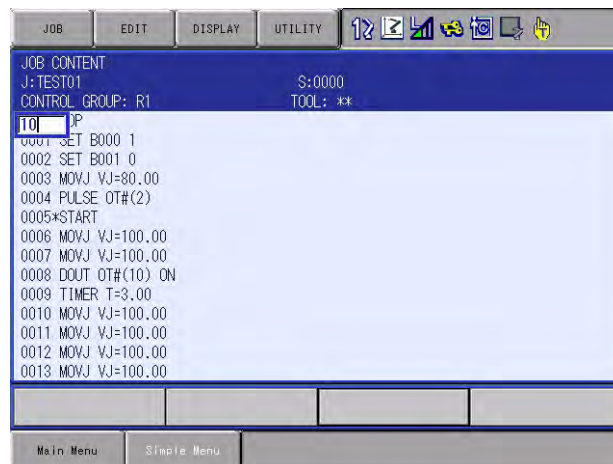 JOB EDIT DISPLAY UTILITY
JOB CONTENT
J:TEST01 S:0000
CONTROL GROUP: R1 TOOL: **
10
0001 SET B000 1
0002 SET B001 0
0003 MOVJ VJ=80.00
0004 PULSE OT#(2)
0005*START
0006 MOVJ VJ=100.00
0007 MOVJ VJ=100.00
0008 DOUT OT#(10) ON
0009 TIMER T=3.00
0010 MOVJ VJ=100.00
0011 MOVJ VJ=100.00
0012 MOVJ VJ=100.00
0013 MOVJ VJ=100.00
Main Menu Simple Menu